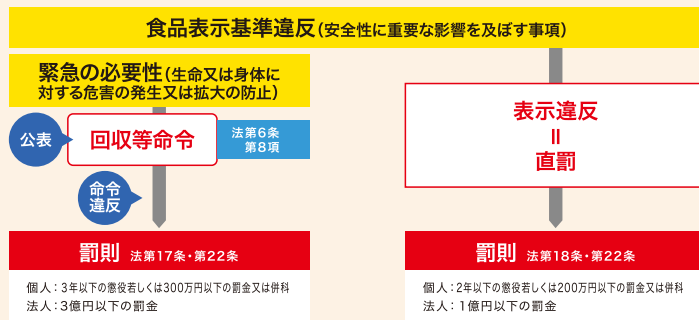 食品表示基準違反(安全性に重要な影響を及ぼす事項)
緊急の必要性(生命又は身体に
対する危害の発生又は拡大の防止)
公表
回収等命令
法第6条
第8項
命令
違反
罰則 法第17条・第22条
個人:3年以下の懲役若しくは300万円以下の罰金又は併科
法人:3億円以下の罰金
表示違反
=
直罰
罰則 法第18条・第22条
個人:2年以下の懲役若しくは200万円以下の罰金又は併科
法人:1億円以下の罰金